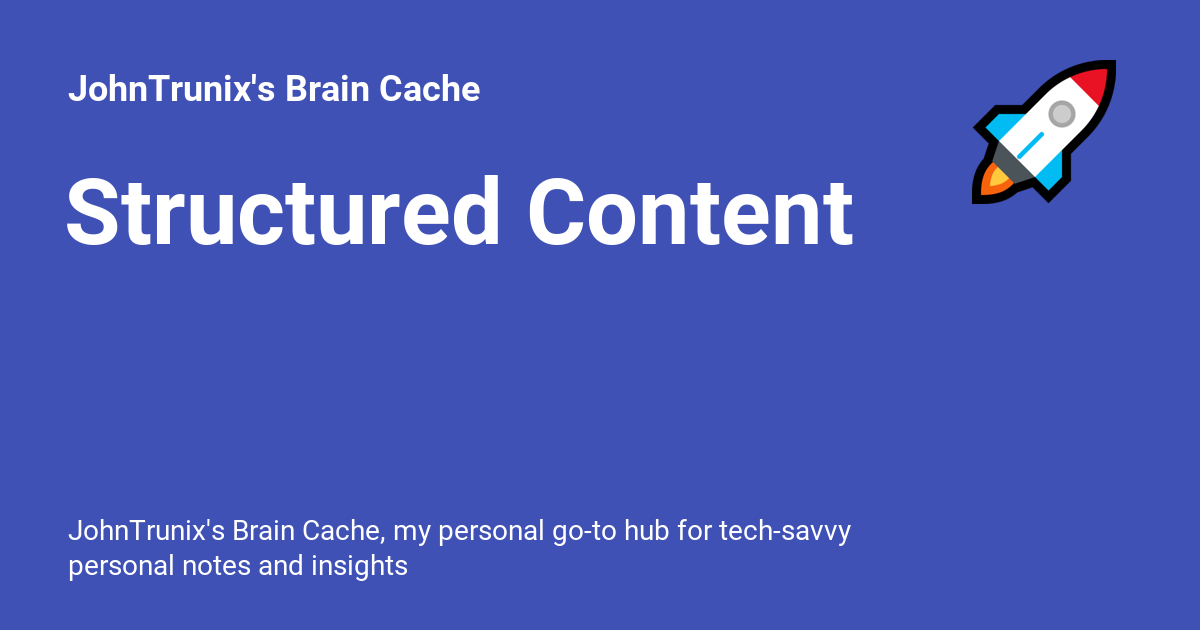 JohnTrunix's Brain Cache
Structured Content
JohnTrunix's Brain Cache, my personal go-to hub for tech-savvy
personal notes and insights